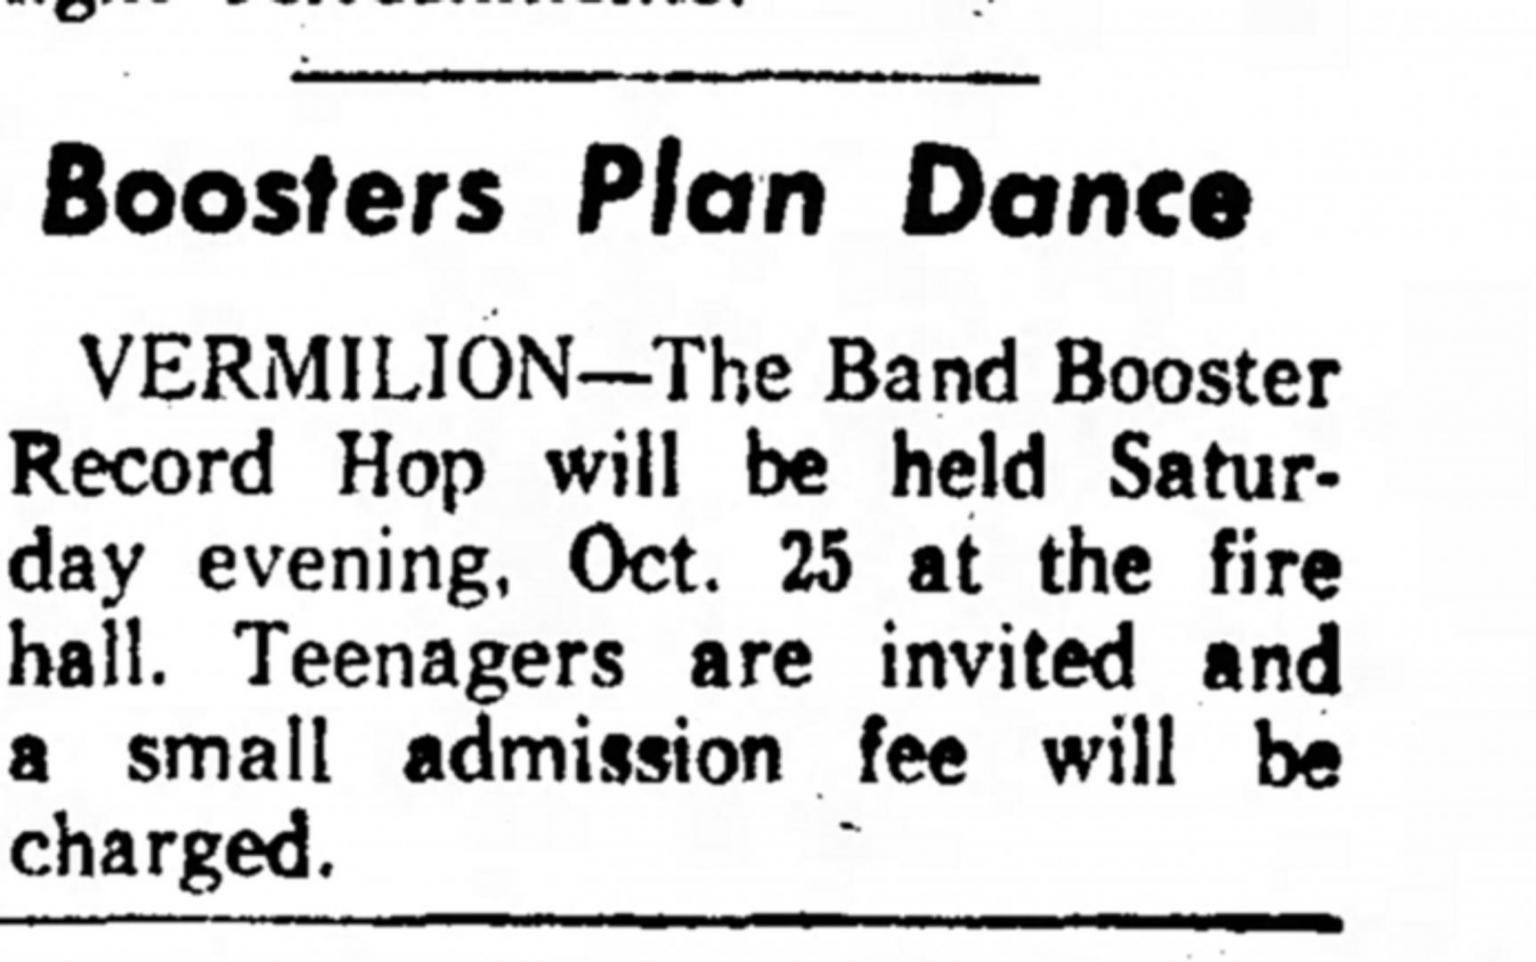 Boosters Plan Dance
VERMILION—The Band Booster
Record Hop will be held Satur-
day evening, Oct. 25 at the fire
hall. Teenagers are invited and
a small admission fee will be
charged.